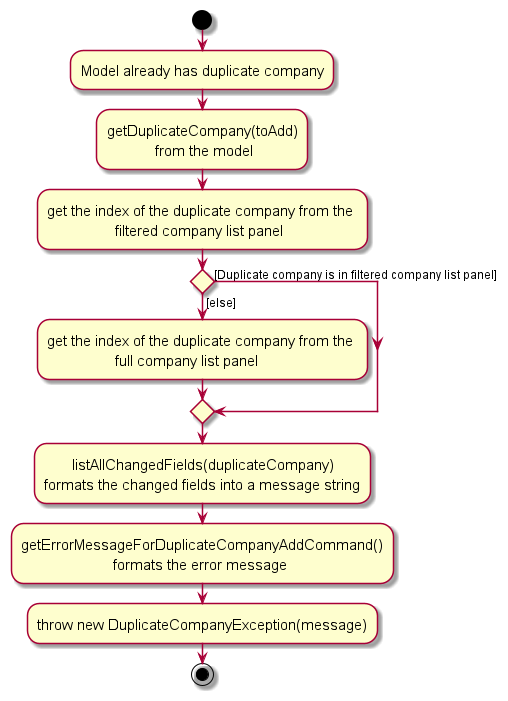 Model already has duplicate company
getDuplicateCompany(toAdd)
from the model
get the index of the duplicate company from the
filtered company list panel
[Duplicate company is in filtered company list panel]
[else]
get the index of the duplicate company from the
full company list panel
listAllChangedFields(duplicateCompany)
formats the changed fields into a message string
getErrorMessageForDuplicateCompanyAddCommand()
formats the error message
throw new DuplicateCompanyException(message)